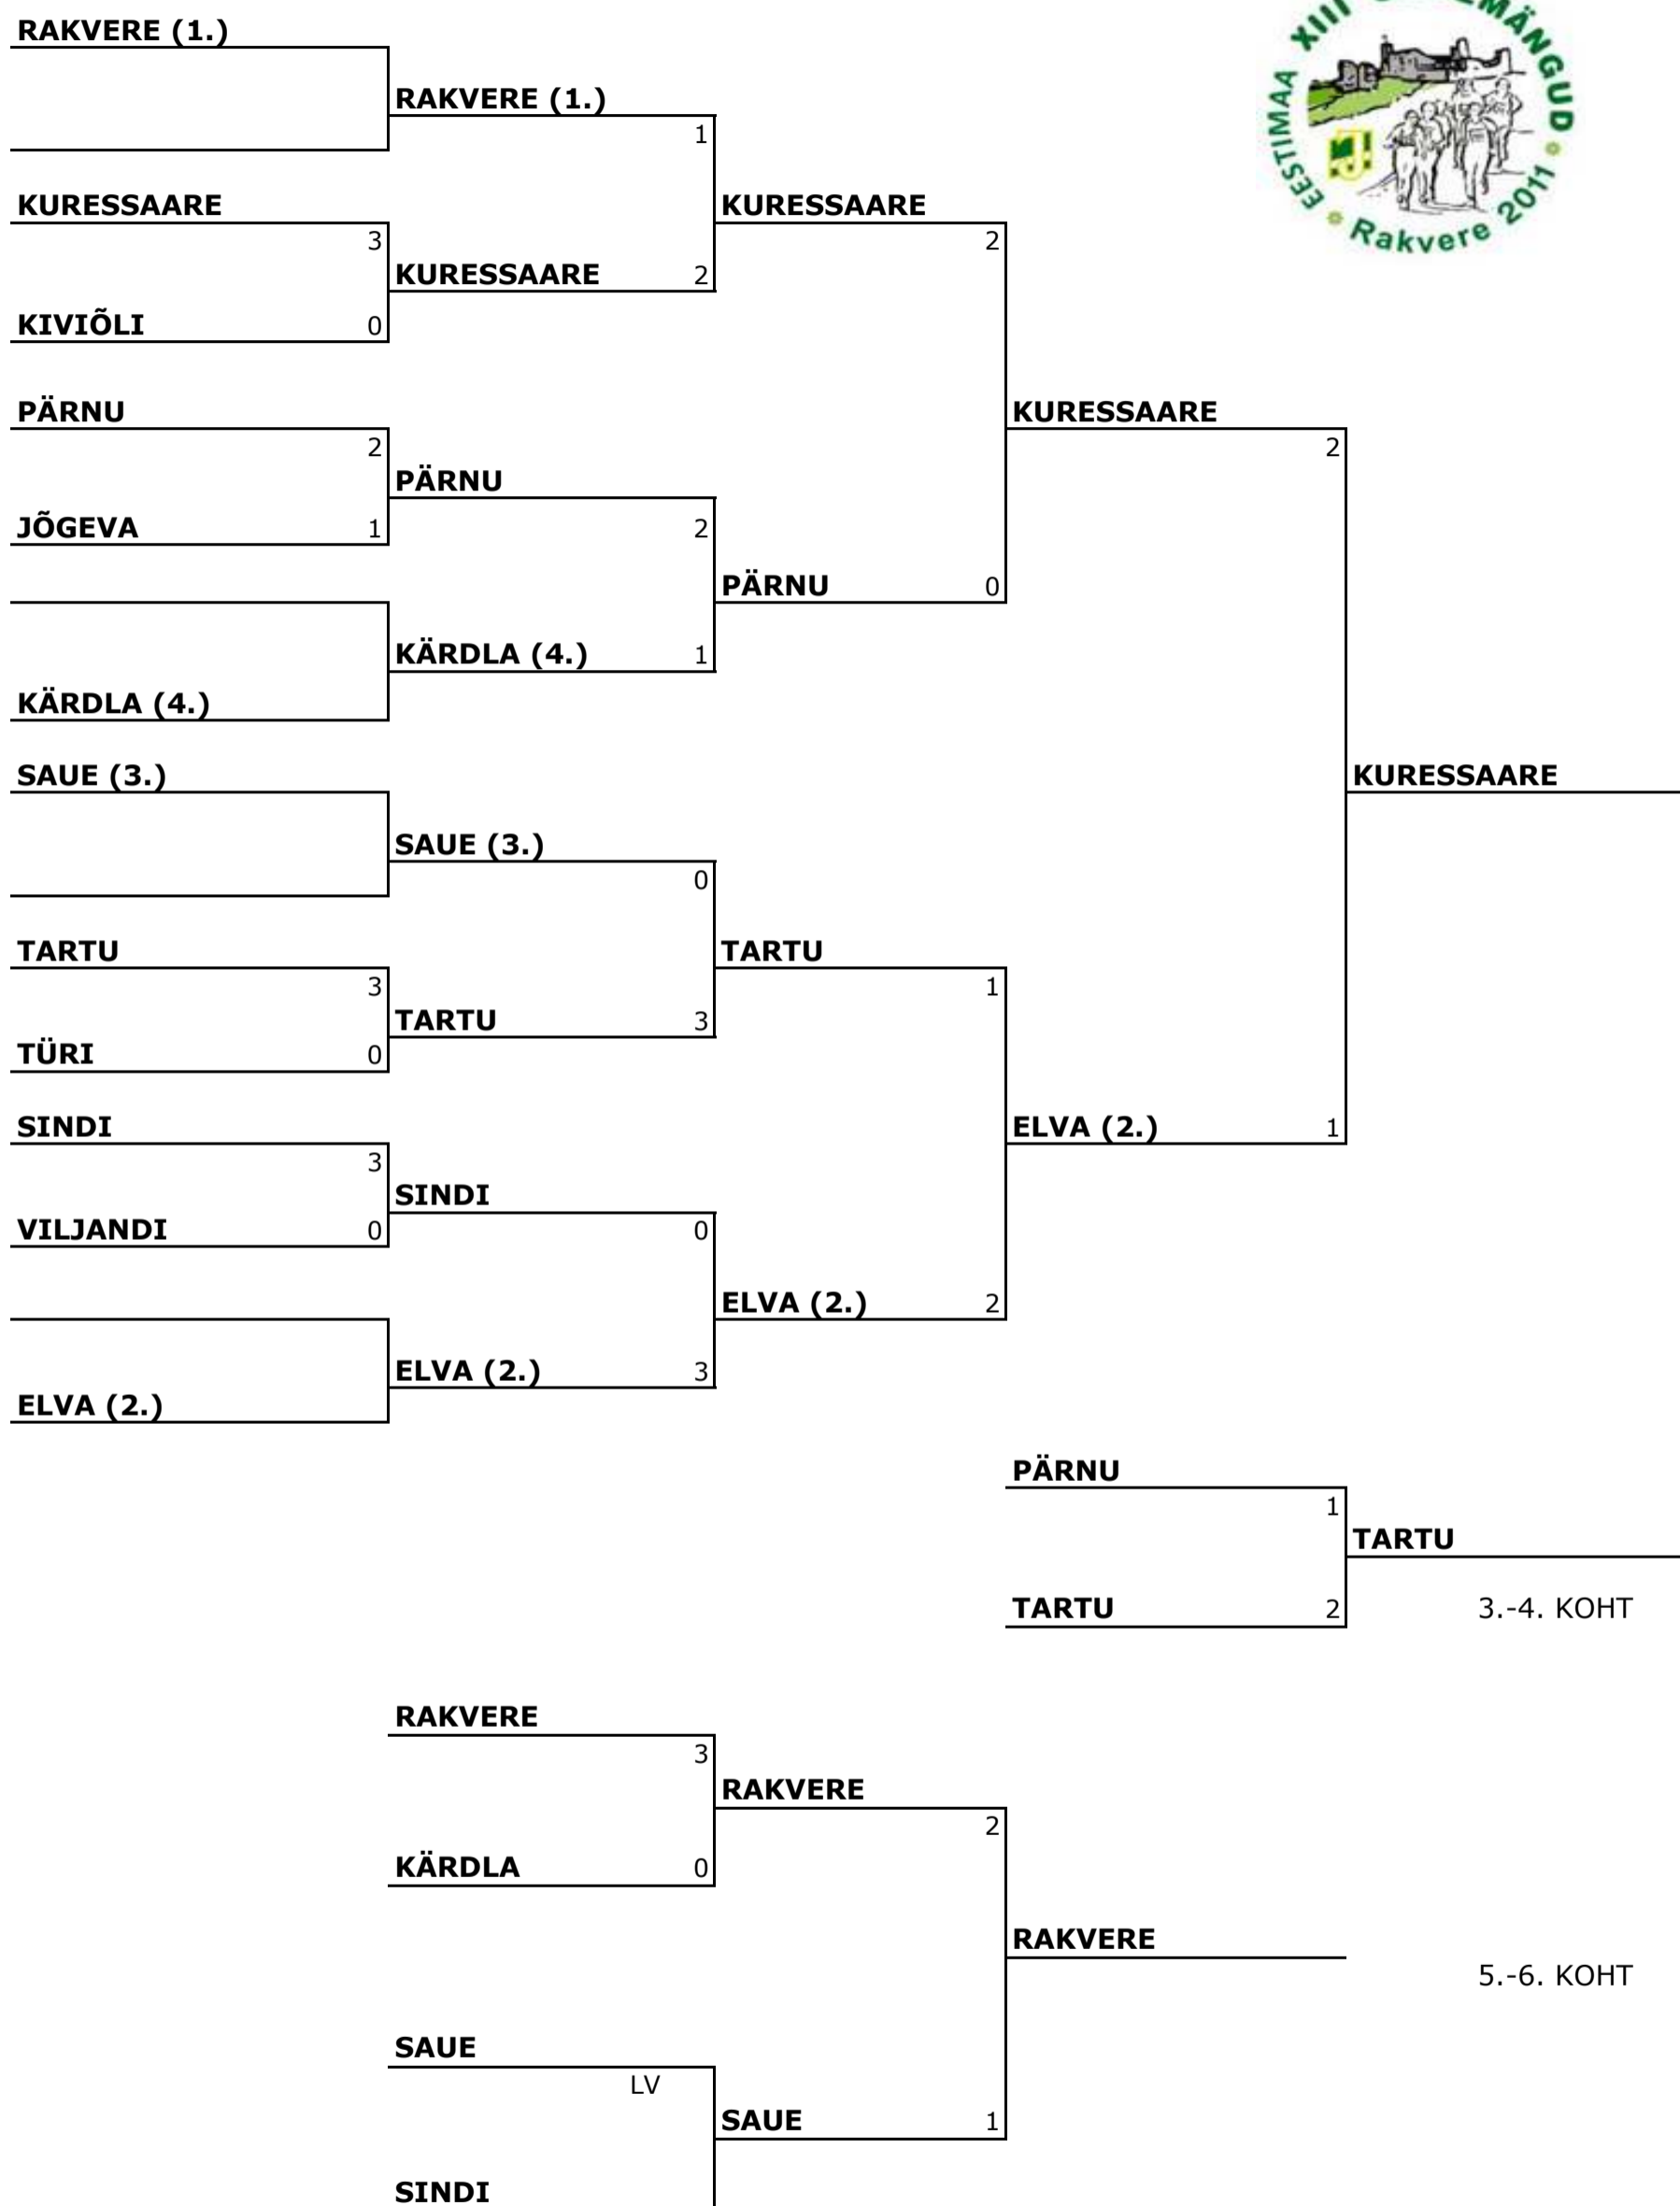 RAKVERE (1.)
RAKVERE (1.)
1
KURESSAARE
KURESSAARE
3
2
KURESSAARE
2
KIVIÕLI
0
PÄRNU
KURESSAARE
2
2
PÄRNU
JÕGEVA
1
2
PÄRNU
0
KÄRDLA (4.)
1
KÄRDLA (4.)
SAUE (3.)
KURESSAARE
SAUE (3.)
0
TARTU
TARTU
3
1
TARTU
3
TÜRI
0
SINDI
ELVA (2.)
1
3
SINDI
VILJANDI
0
0
ELVA (2.)
2
ELVA (2.)
3
ELVA (2.)
PÄRNU
1
TARTU
TARTU
2
3.-4. KOHT
RAKVERE
3
RAKVERE
2
KÄRDLA
0
RAKVERE
5.-6. KOHT
SAUE
LV
SAUE
1
SINDI
EESTIMAA XIII
MÄNGUD
Rakvere 2011